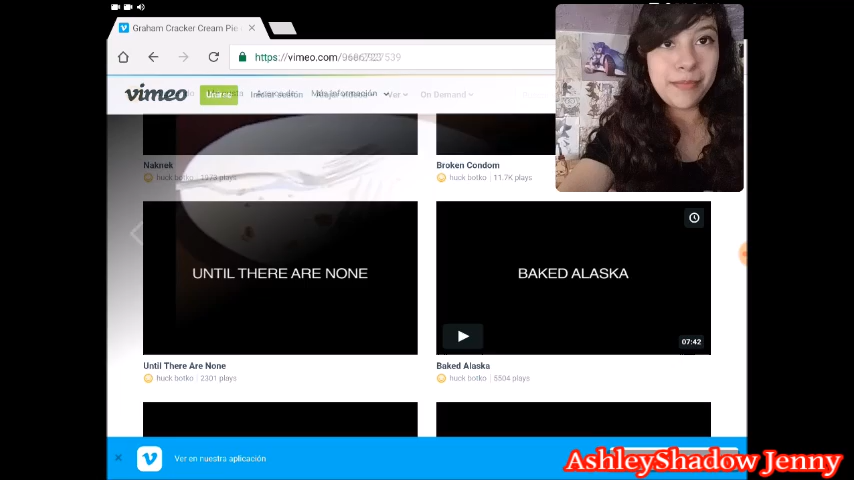 Graham Cracker Cream Pie
https://vimeo.com/
vimeo
Más información
Ver
On Demand
Naknek
huck botko
plays
Broken Condom
huck botko | 11.7K plays
UNTIL THERE ARE NONE
BAKED ALASKA
07:42
Until There Are None
huck botko | 2301 plays
Baked Alaska
huck botko | 5504 plays
Ver en nuestra aplicación
AshleyShadow Jenny